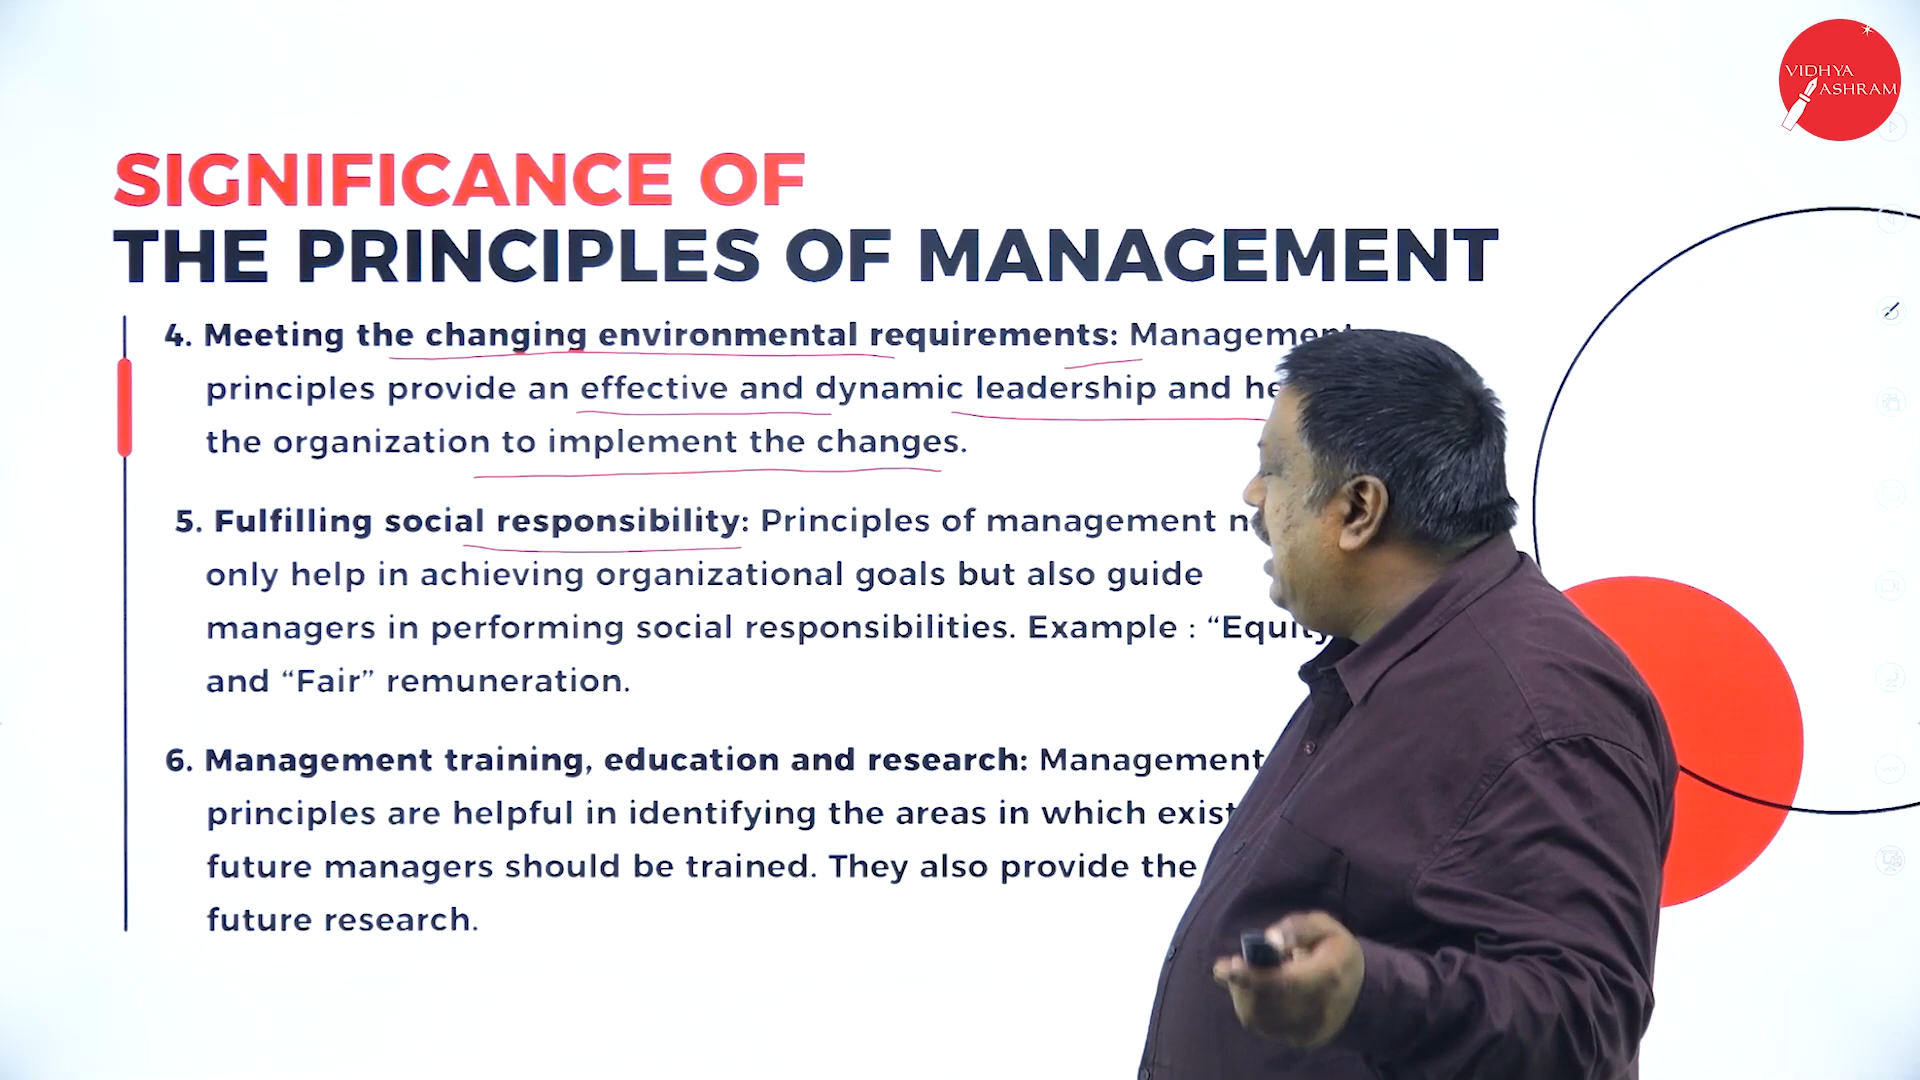 VIDHYA
ASHRAM
SIGNIFICANCE OF
THE PRINCIPLES OF MANAGEMENT
4. Meeting the changing environmental requirements: Management
principles provide an effective and dynamic leadership and
the organization to implement the changes.
5. Fulfilling social responsibility: Principles of management
only help in achieving organizational goals but also guide
managers in performing social responsibilities. Example : “Equity
and “Fair” remuneration.
6. Management training, education and research: Management
principles are helpful in identifying the areas in which
future managers should be trained. They also provide the
future research.